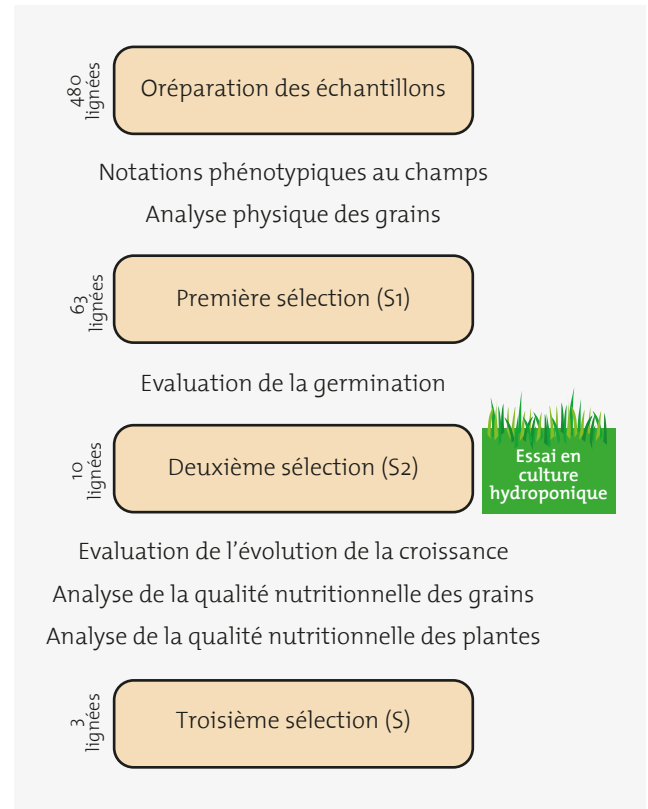 480
lignées
Oréparation des échantillons
Notations phénotypiques au champs
Analyse physique des grains
63
lignées
Première sélection (S1)
Evaluation de la germination
10
lignées
Deuxième sélection (S2)
Essai en
culture
hydroponique
Evaluation de l’évolution de la croissance
Analyse de la qualité nutritionnelle des grains
Analyse de la qualité nutritionnelle des plantes
3
lignées
Troisième sélection (S)